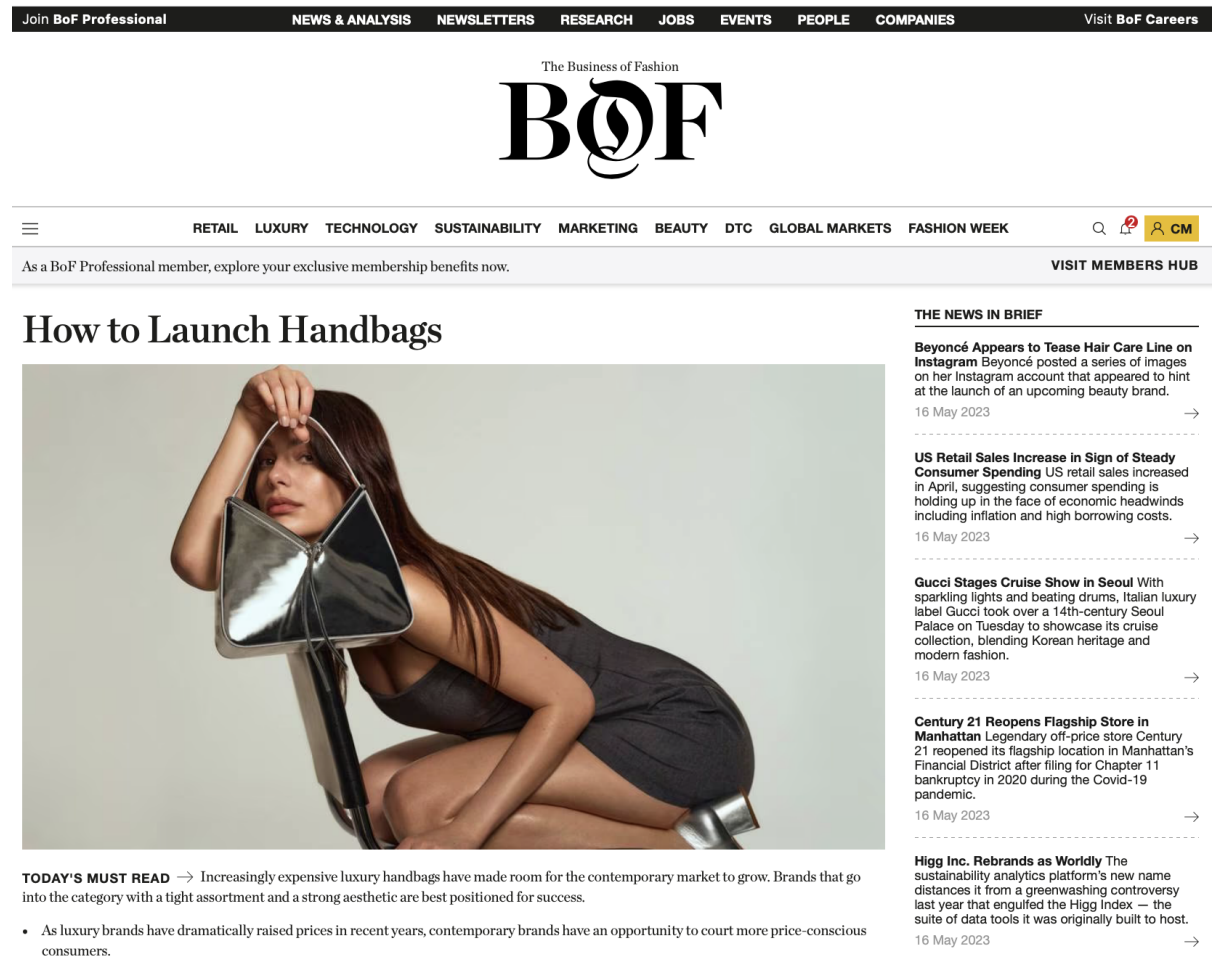 Join BoF Professional
NEWS & ANALYSIS NEWSLETTERS RESEARCH JOBS EVENTS PEOPLE COMPANIES
Visit BoF Careers
The Business of Fashion
BOF
RETAIL LUXURY TECHNOLOGY SUSTAINABILITY MARKETING BEAUTY DTC GLOBAL MARKETS FASHION WEEK
2
CM
As a BoF Professional member, explore your exclusive membership benefits now.
VISIT MEMBERS HUB
How to Launch Handbags
TODAY'S MUST READ → Increasingly expensive luxury handbags have made room for the contemporary market to grow. Brands that go
into the category with a tight assortment and a strong aesthetic are best positioned for success.
• As luxury brands have dramatically raised prices in recent years, contemporary brands have an opportunity to court more price-conscious
consumers.
THE NEWS IN BRIEF
Beyoncé Appears to Tease Hair Care Line on
Instagram Beyoncé posted a series of images
on her Instagram account that appeared to hint
at the launch of an upcoming beauty brand.
16 May 2023 →
US Retail Sales Increase in Sign of Steady
Consumer Spending US retail sales increased
in April, suggesting consumer spending is
holding up in the face of economic headwinds
including inflation and high borrowing costs.
16 May 2023 →
Gucci Stages Cruise Show in Seoul With
sparkling lights and beating drums, Italian luxury
label Gucci took over a 14th-century Seoul
Palace on Tuesday to showcase its cruise
collection, blending Korean heritage and
modern fashion.
16 May 2023 →
Century 21 Reopens Flagship Store in
Manhattan Legendary off-price store Century
21 reopened its flagship location in Manhattan’s
Financial District after filing for Chapter 11
bankruptcy in 2020 during the Covid-19
pandemic.
16 May 2023 →
Higg Inc. Rebrands as Worldly The
sustainability analytics platform’s new name
distances it from a greenwashing controversy
last year that engulfed the Higg Index — the
suite of data tools it was originally built to host.
16 May 2023 →